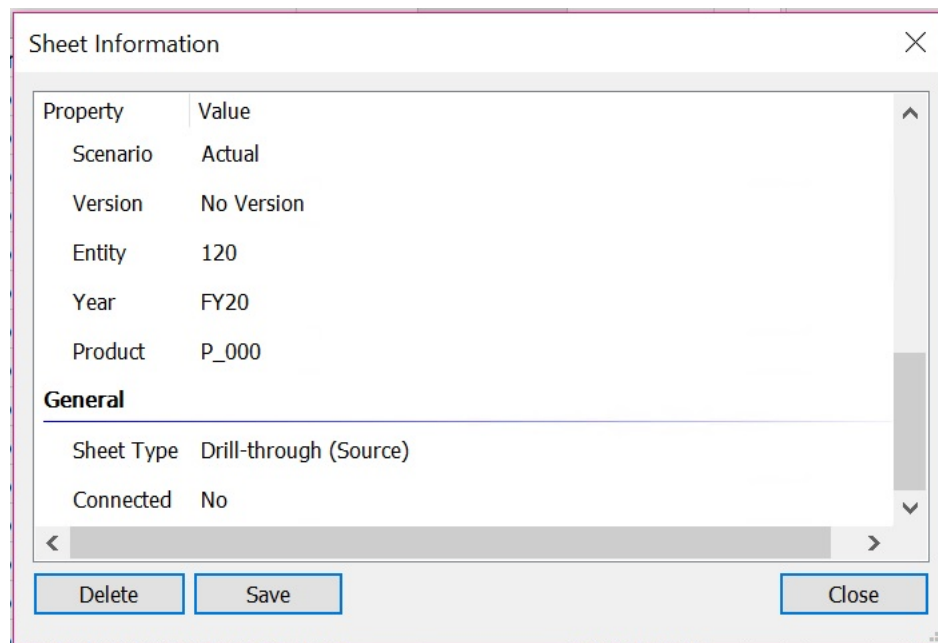 Sheet Information
Property Value
Scenario Actual
Version No Version
Entity 120
Year FY20
Product P_000
General
Sheet Type Drill-through (Source)
Connected No
Delete Save Close